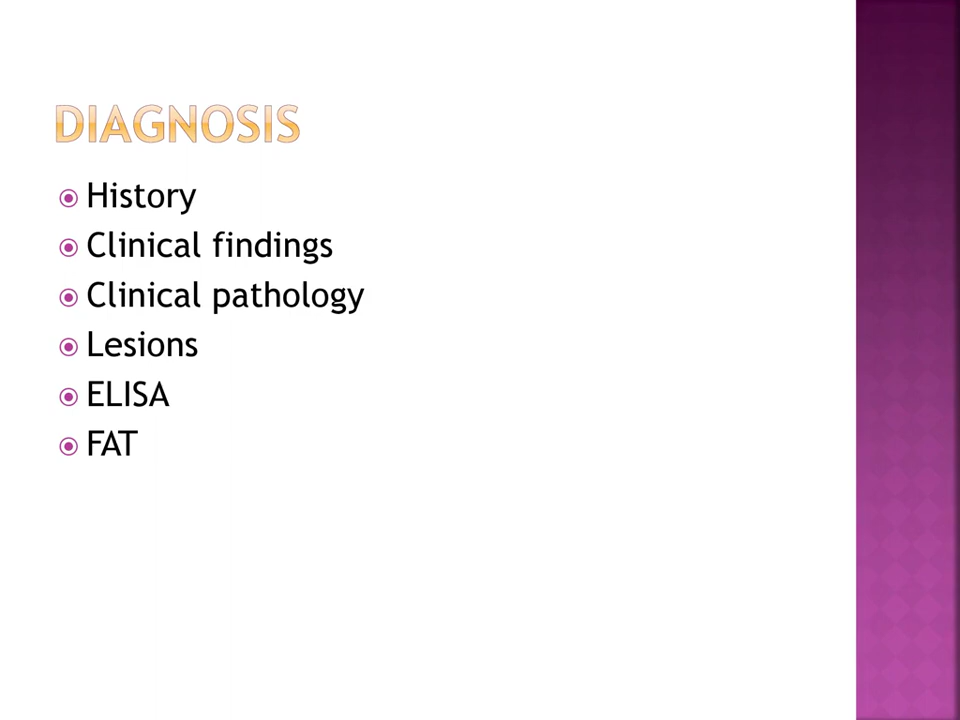 DIAGNOSIS
History
Clinical findings
Clinical pathology
Lesions
ELISA
FAT